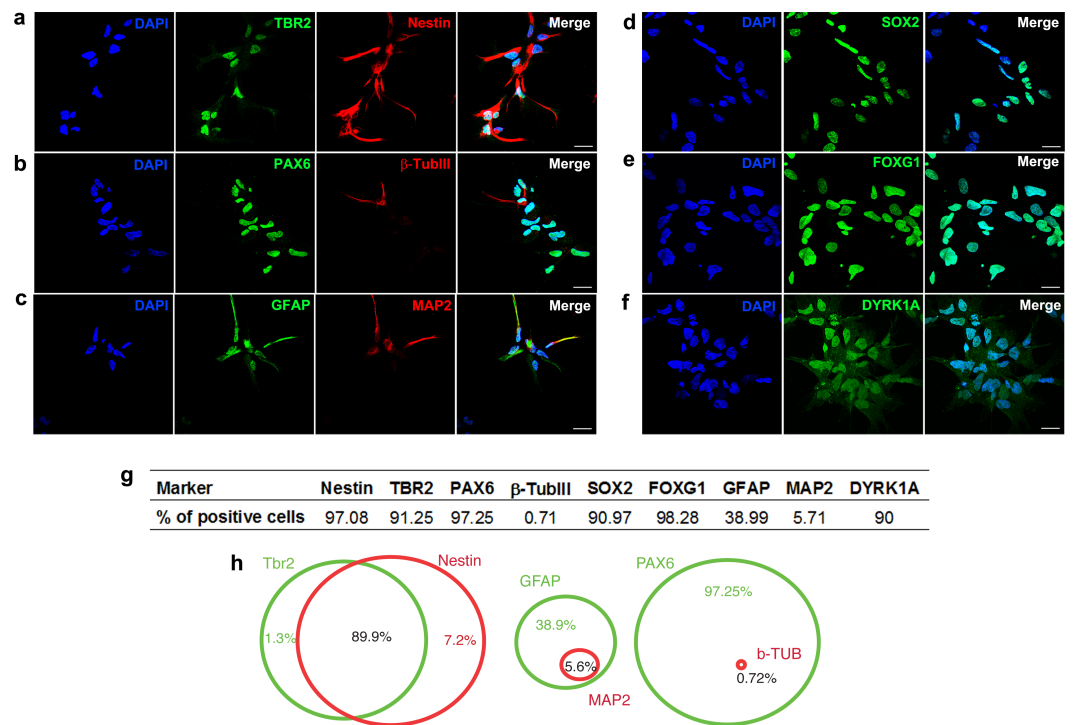 a DAPI TBR2 Nestin Merge
b DAPI PAX6 β-TubIII Merge
c DAPI GFAP MAP2 Merge
d DAPI SOX2 Merge
e DAPI FOXG1 Merge
f DAPI DYRK1A Merge
g
Marker Nestin TBR2 PAX6 β-TubIII SOX2 FOXG1 GFAP MAP2 DYRK1A
% of positive cells 97.08 91.25 97.25 0.71 90.97 98.28 38.99 5.71 90
h
Tbr2 Nestin
1.3% 89.9% 7.2%
GFAP
38.9%
5.6%
MAP2
PAX6
97.25%
b-TUB
0.72%